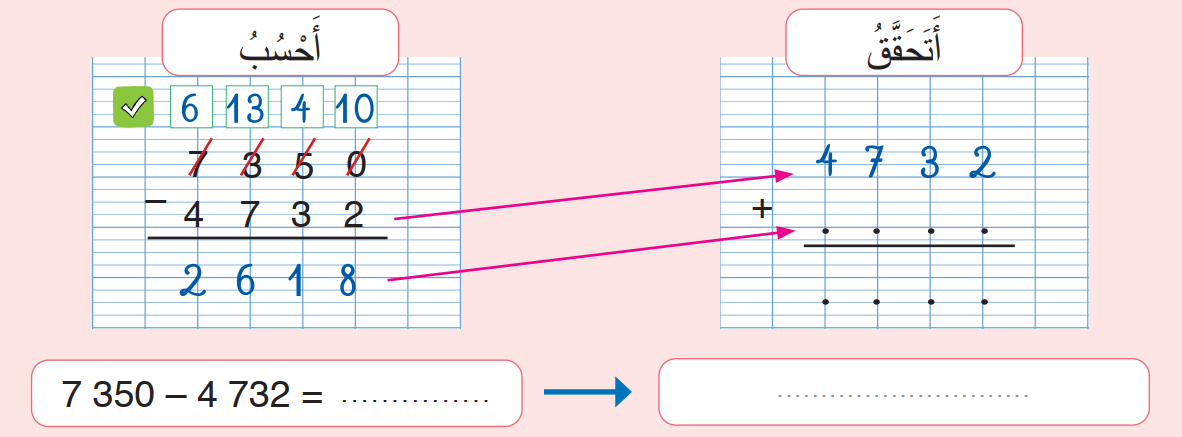 أَحْسُبُ
6 13 4 10
7 3 5 0
– 4 7 3 2
2 6 1 8
أَتَحَقَّقُ
4 7 3 2
+ . . . .
. . . .
7 350 – 4 732 = ...............
............................